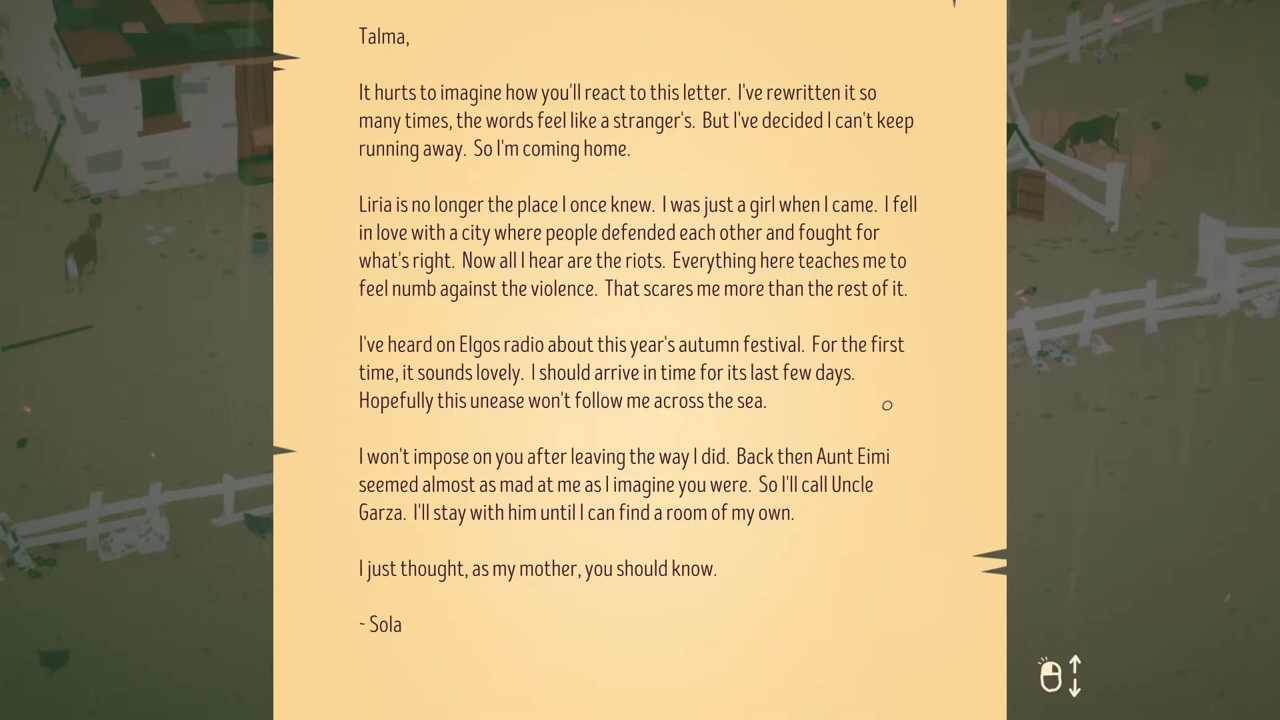 Talma,
It hurts to imagine how you'll react to this letter. I've rewritten it so
many times, the words feel like a stranger's. But I've decided I can't keep
running away. So I'm coming home.
Liria is no longer the place I once knew. I was just a girl when I came. I fell
in love with a city where people defended each other and fought for
what's right. Now all I hear are the riots. Everything here teaches me to
feel numb against the violence. That scares me more than the rest of it.
I've heard on Elgos radio about this year's autumn festival. For the first
time, it sounds lovely. I should arrive in time for its last few days.
Hopefully this unease won't follow me across the sea.
I won't impose on you after leaving the way I did. Back then Aunt Eimi
seemed almost as mad at me as I imagine you were. So I'll call Uncle
Garza. I'll stay with him until I can find a room of my own.
I just thought, as my mother, you should know.
~ Sola